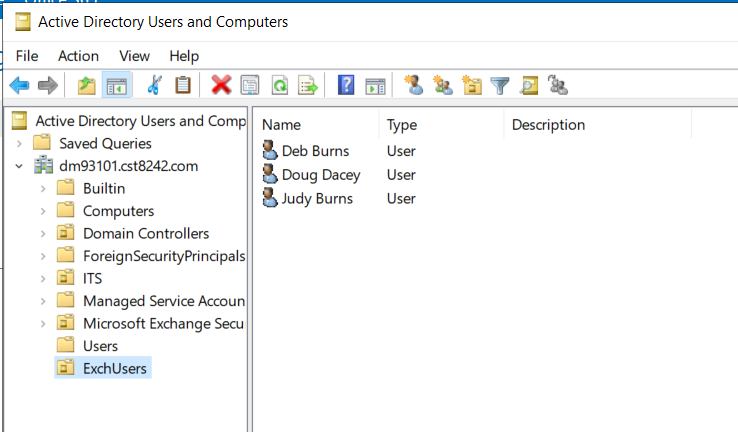 Active Directory Users and Computers
File Action View Help
Active Directory Users and Comp
Saved Queries
dm93101.cst8242.com
Builtin
Computers
Domain Controllers
ForeignSecurityPrincipals
ITS
Managed Service Accoun
Microsoft Exchange Secu
Users
ExchUsers
Name Type Description
Deb Burns User
Doug Dacey User
Judy Burns User